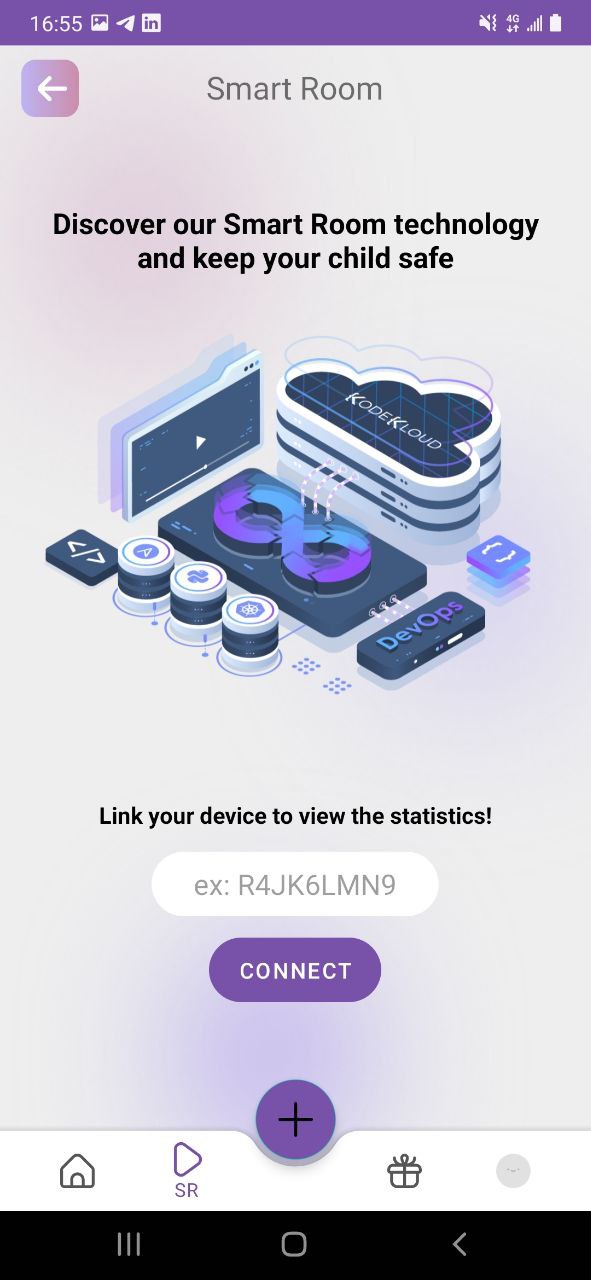 16:55
4G
Smart Room
Discover our Smart Room technology
and keep your child safe
KODEKLOUD
</>
{ }
DevOps
Link your device to view the statistics!
ex: R4JK6LMN9
CONNECT
SR